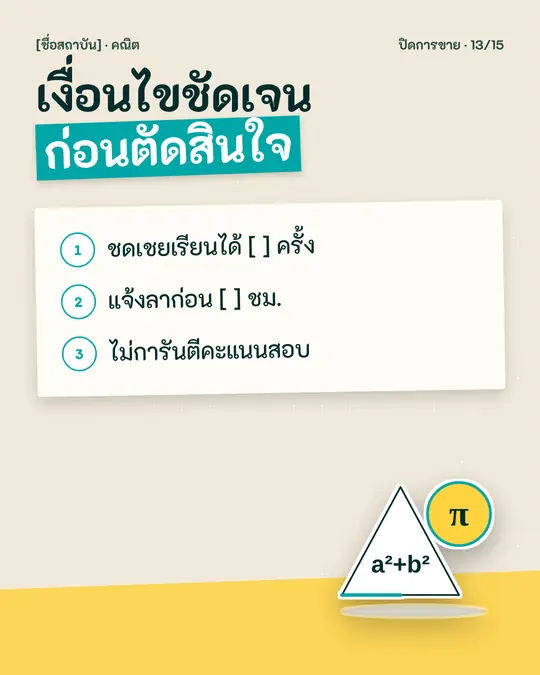 [ชื่อสถาบัน] · คณิต
ปิดการขาย · 13/15
เงื่อนไขชัดเจน
ก่อนตัดสินใจ
1 ชดเชยเรียนได้ [ ] ครั้ง
2 แจ้งลาก่อน [ ] ชม.
3 ไม่การันตีคะแนนสอบ
π
a²+b²